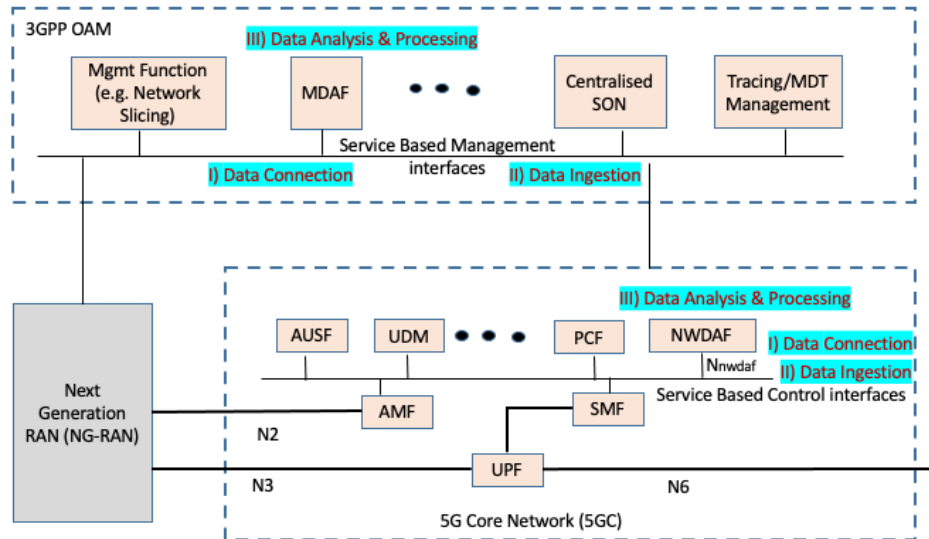 3GPP OAM
III) Data Analysis & Processing
Mgmt Function
(e.g. Network
Slicing)
MDAF
Centralised
SON
Tracing/MDT
Management
Service Based Management
interfaces
I) Data Connection
II) Data Ingestion
III) Data Analysis & Processing
AUSF
UDM
PCF
NWDAF
I) Data Connection
Nnwdaf
II) Data Ingestion
Service Based Control interfaces
Next
Generation
RAN (NG-RAN)
AMF
SMF
N2
UPF
N3
N6
5G Core Network (5GC)